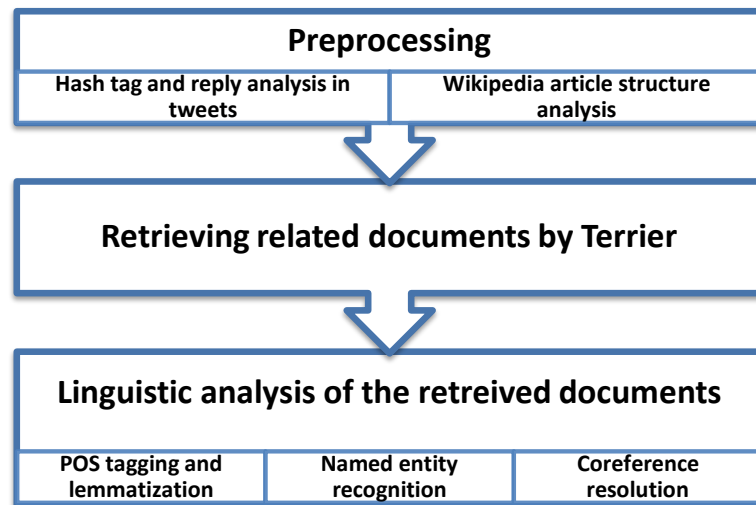 Preprocessing
Hash tag and reply analysis in
tweets
Wikipedia article structure
analysis
Retrieving related documents by Terrier
Linguistic analysis of the retreived documents
POS tagging and
lemmatization
Named entity
recognition
Coreference
resolution